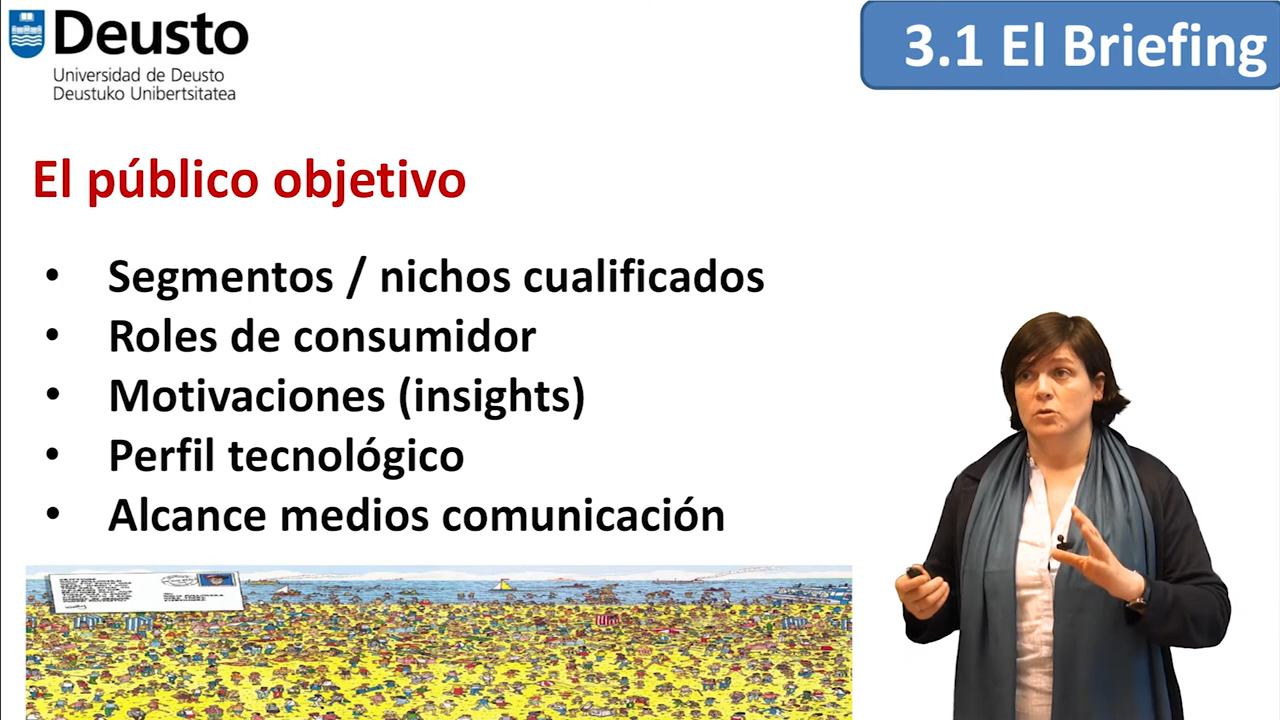 Deusto
Universidad de Deusto
Deustuko Unibertsitatea
3.1 El Briefing
El público objetivo
• Segmentos / nichos cualificados
• Roles de consumidor
• Motivaciones (insights)
• Perfil tecnológico
• Alcance medios comunicación